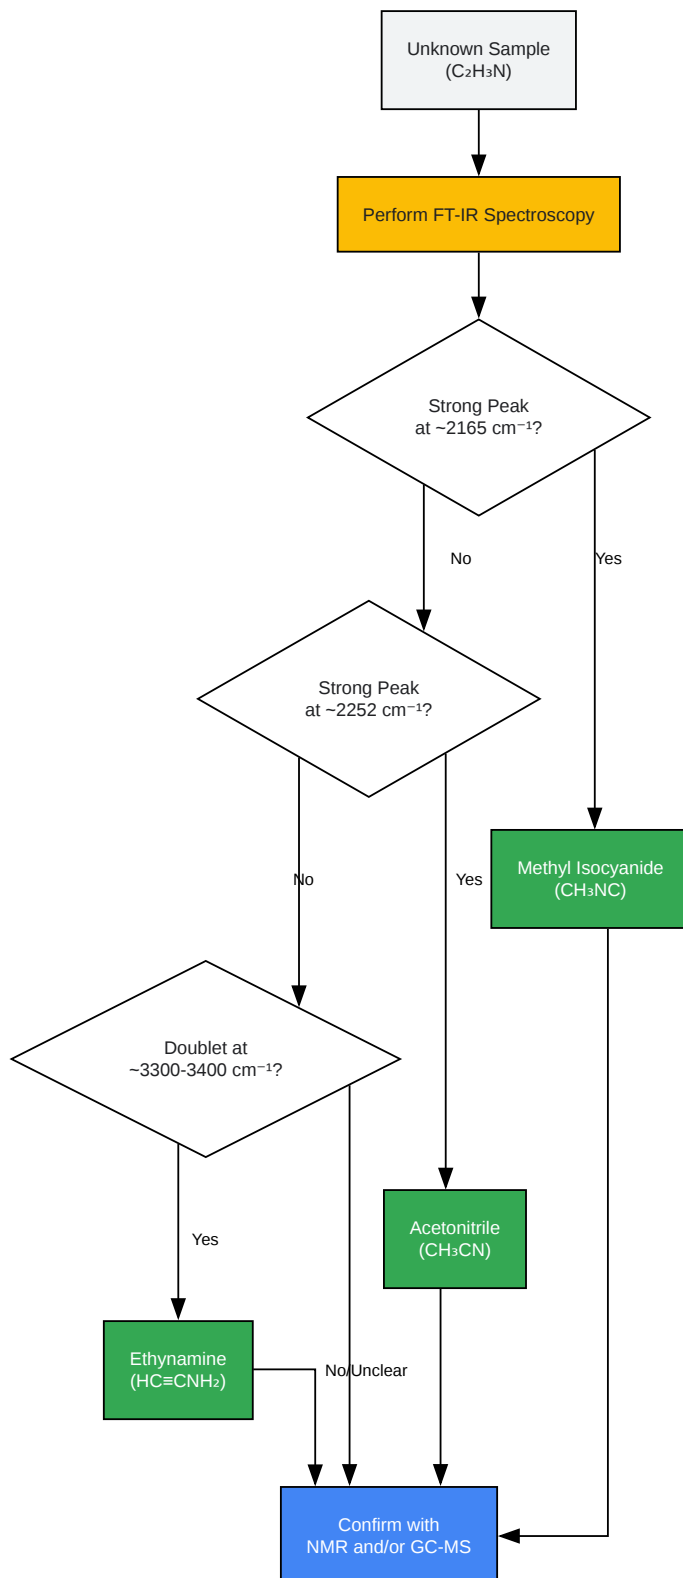 Unknown Sample
(C₂H₃N)
Perform FT-IR Spectroscopy
Strong Peak
at ~2165 cm⁻¹?
No
Yes
Strong Peak
at ~2252 cm⁻¹?
No
Yes
Methyl Isocyanide
(CH₃NC)
Doublet at
~3300-3400 cm⁻¹?
Yes
Acetonitrile
(CH₃CN)
Ethynamine
(HC≡CNH₂)
No/Unclear
Confirm with
NMR and/or GC-MS